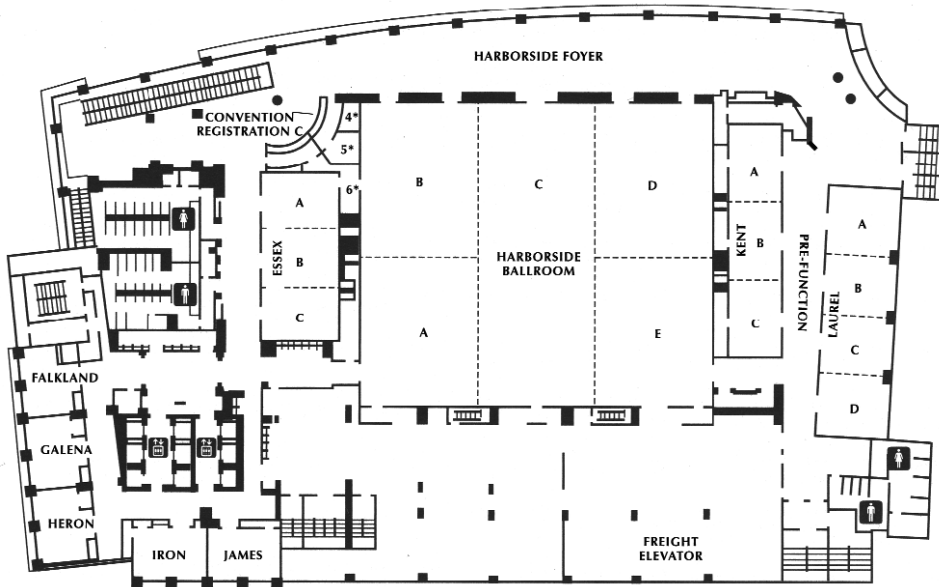 HARBORSIDE FOYER
CONVENTION
REGISTRATION C
4*
5*
6*
B
C
D
A
A
A
ESSEX
B
C
HARBORSIDE
BALLROOM
A
E
KENT
B
C
PRE-FUNCTION
LAUREL
B
C
D
FALKLAND
GALENA
HERON
IRON
JAMES
FREIGHT
ELEVATOR